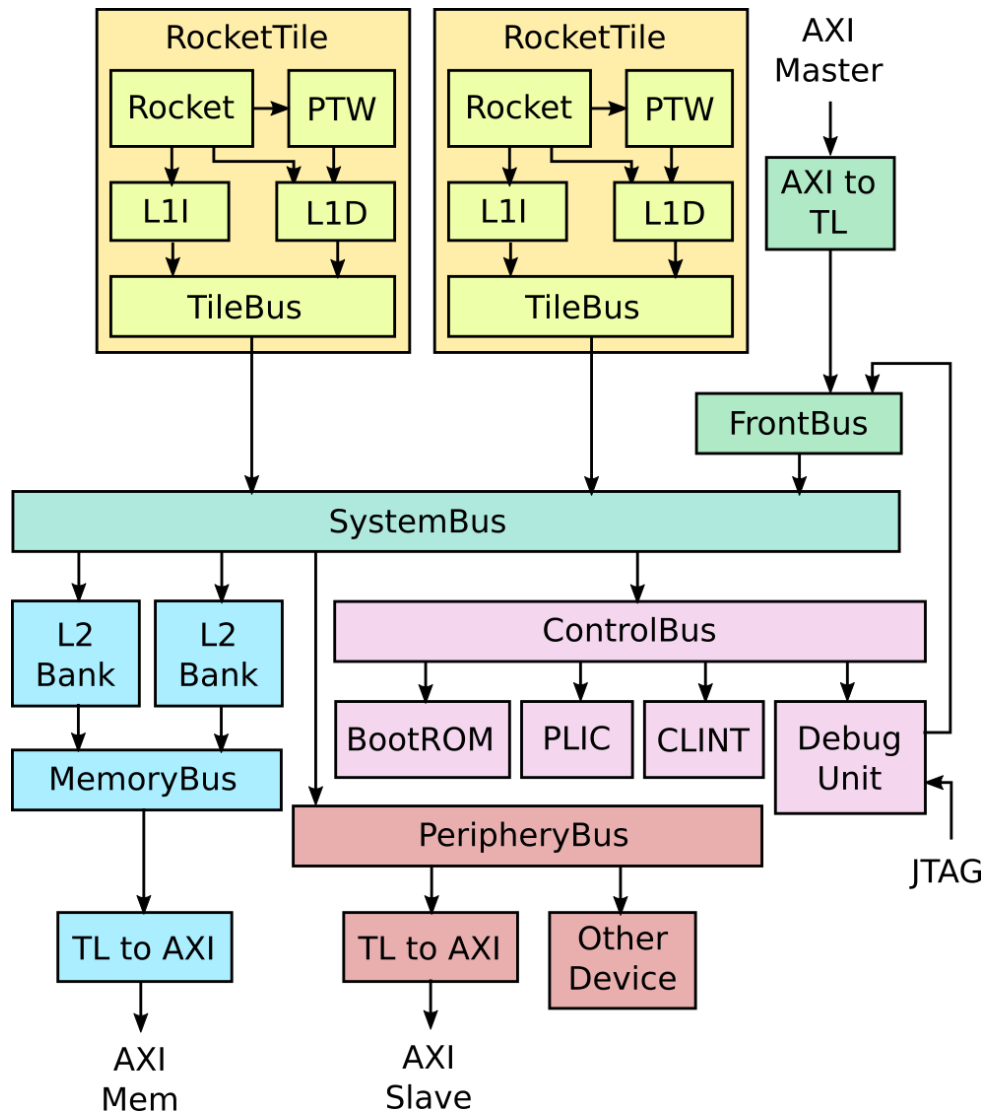 RocketTile
RocketTile
AXI
Master
Rocket
PTW
Rocket
PTW
AXI to
TL
L1I
L1D
L1I
L1D
TileBus
TileBus
FrontBus
SystemBus
L2
Bank
L2
Bank
ControlBus
BootROM
PLIC
CLINT
Debug
Unit
MemoryBus
PeripheryBus
JTAG
TL to AXI
TL to AXI
Other
Device
AXI
Mem
AXI
Slave